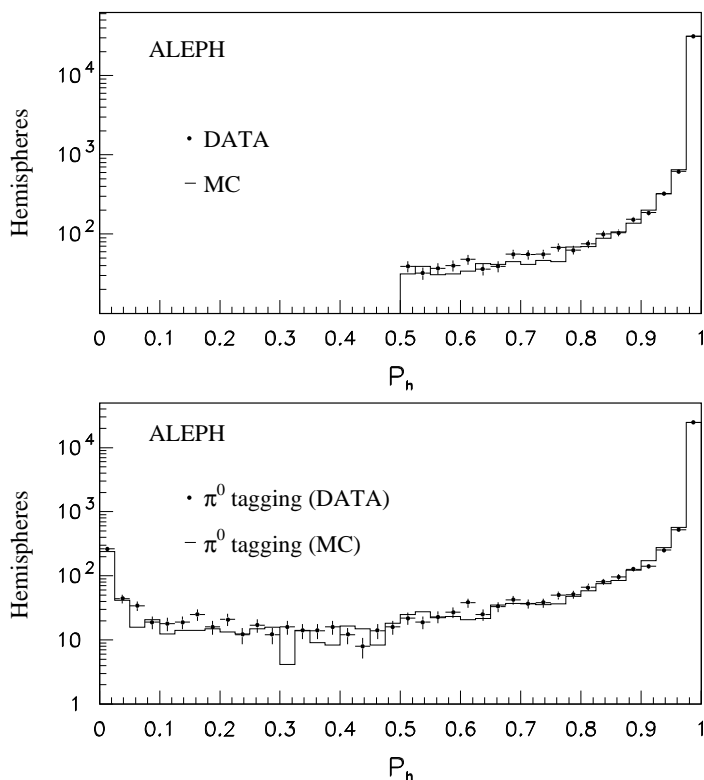 ALEPH
Hemispheres
10^4
10^3
10^2
• DATA
− MC
0 0.1 0.2 0.3 0.4 0.5 0.6 0.7 0.8 0.9 1
P_h
ALEPH
Hemispheres
10^4
10^3
10^2
10
1
• π^0 tagging (DATA)
− π^0 tagging (MC)
0 0.1 0.2 0.3 0.4 0.5 0.6 0.7 0.8 0.9 1
P_h